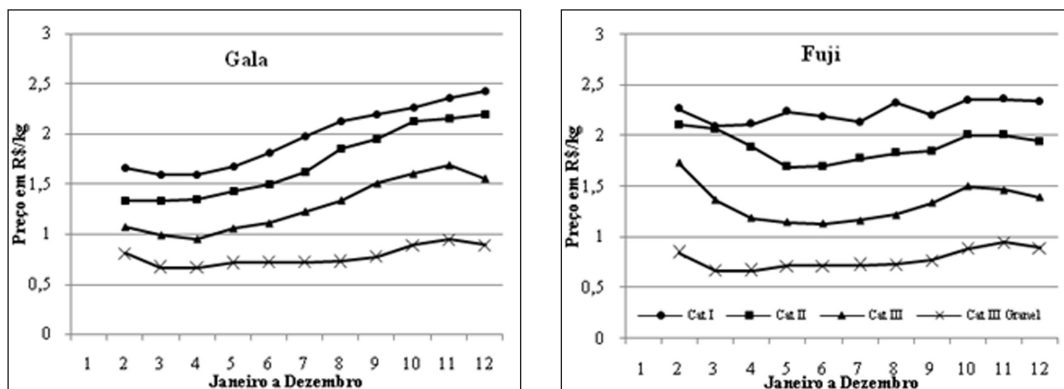 Gala
Preço em R$/kg
3
2,5
2
1,5
1
0,5
0
1 2 3 4 5 6 7 8 9 10 11 12
Janeiro a Dezembro
Fuji
Preço em R$/kg
3
2,5
2
1,5
1
0,5
0
Cat I Cat II Cat III Cat III Granel
1 2 3 4 5 6 7 8 9 10 11 12
Janeiro a Dezembro